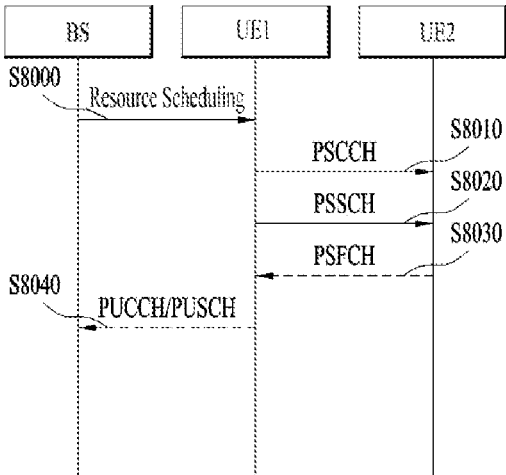 BS UE1 UE2
S8000
Resource Scheduling
S8010
PSCCH
S8020
PSSCH
S8030
PSFCH
S8040
PUCCH/PUSCH